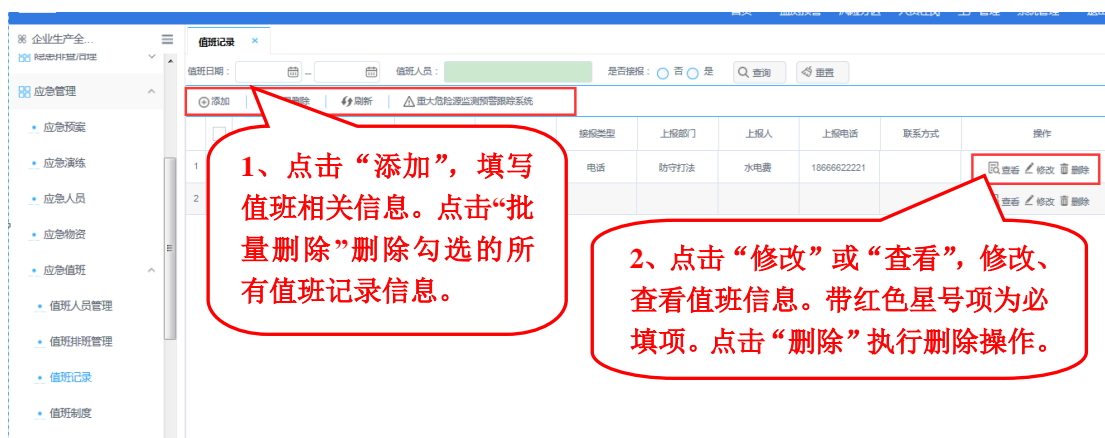 企业生产全...
值班记录 ×
隐患排查治理
值班日期： - 值班人员： 是否接报： 否 是 查询 重置
应急管理
添加 删除 刷新 重大危险源监测预警跟踪系统
应急预案
接报类型 上报部门 上报人 上报电话 联系方式 操作
应急演练
1 电话 防守打法 水电费 18666622221 查看 修改 删除
应急人员
2 查看 修改 删除
应急物资
应急值班
值班人员管理
值班排班管理
值班记录
值班制度
1、点击“添加”，填写
值班相关信息。点击“批
量删除”删除勾选的所
有值班记录信息。
2、点击“修改”或“查看”，修改、
查看值班信息。带红色星号项为必
填项。点击“删除”执行删除操作。